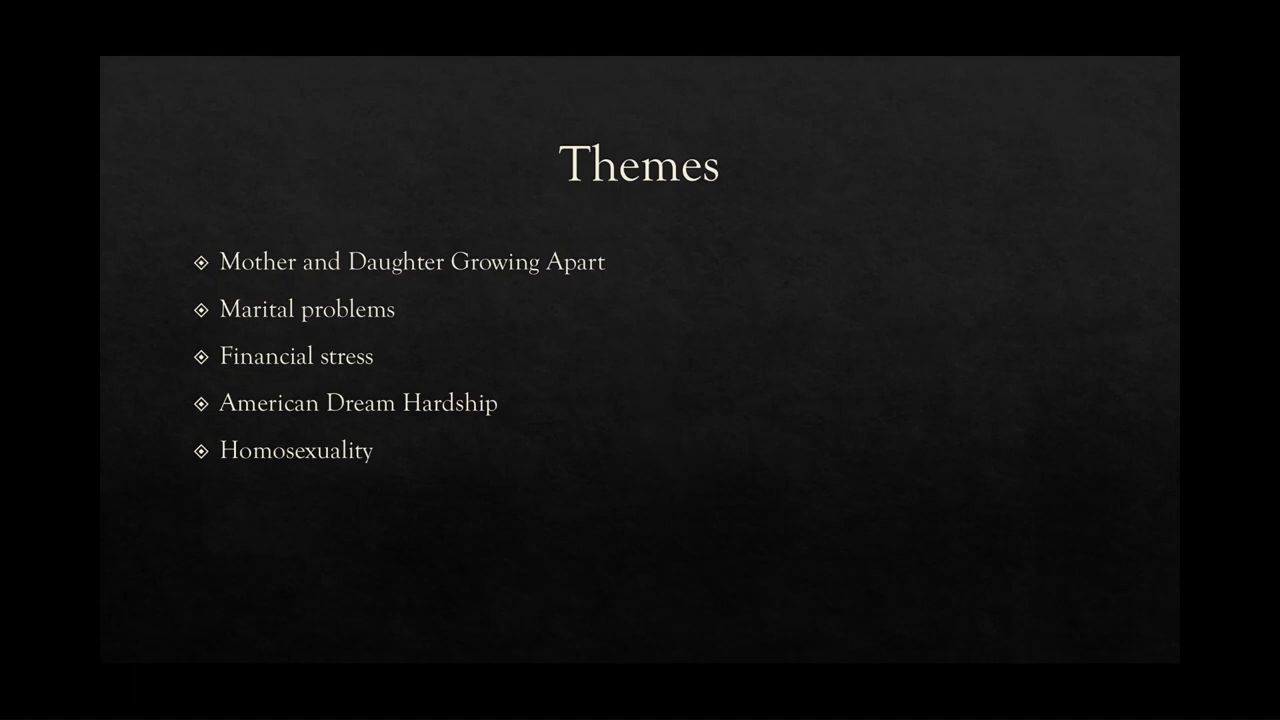 Themes
Mother and Daughter Growing Apart
Marital problems
Financial stress
American Dream Hardship
Homosexuality